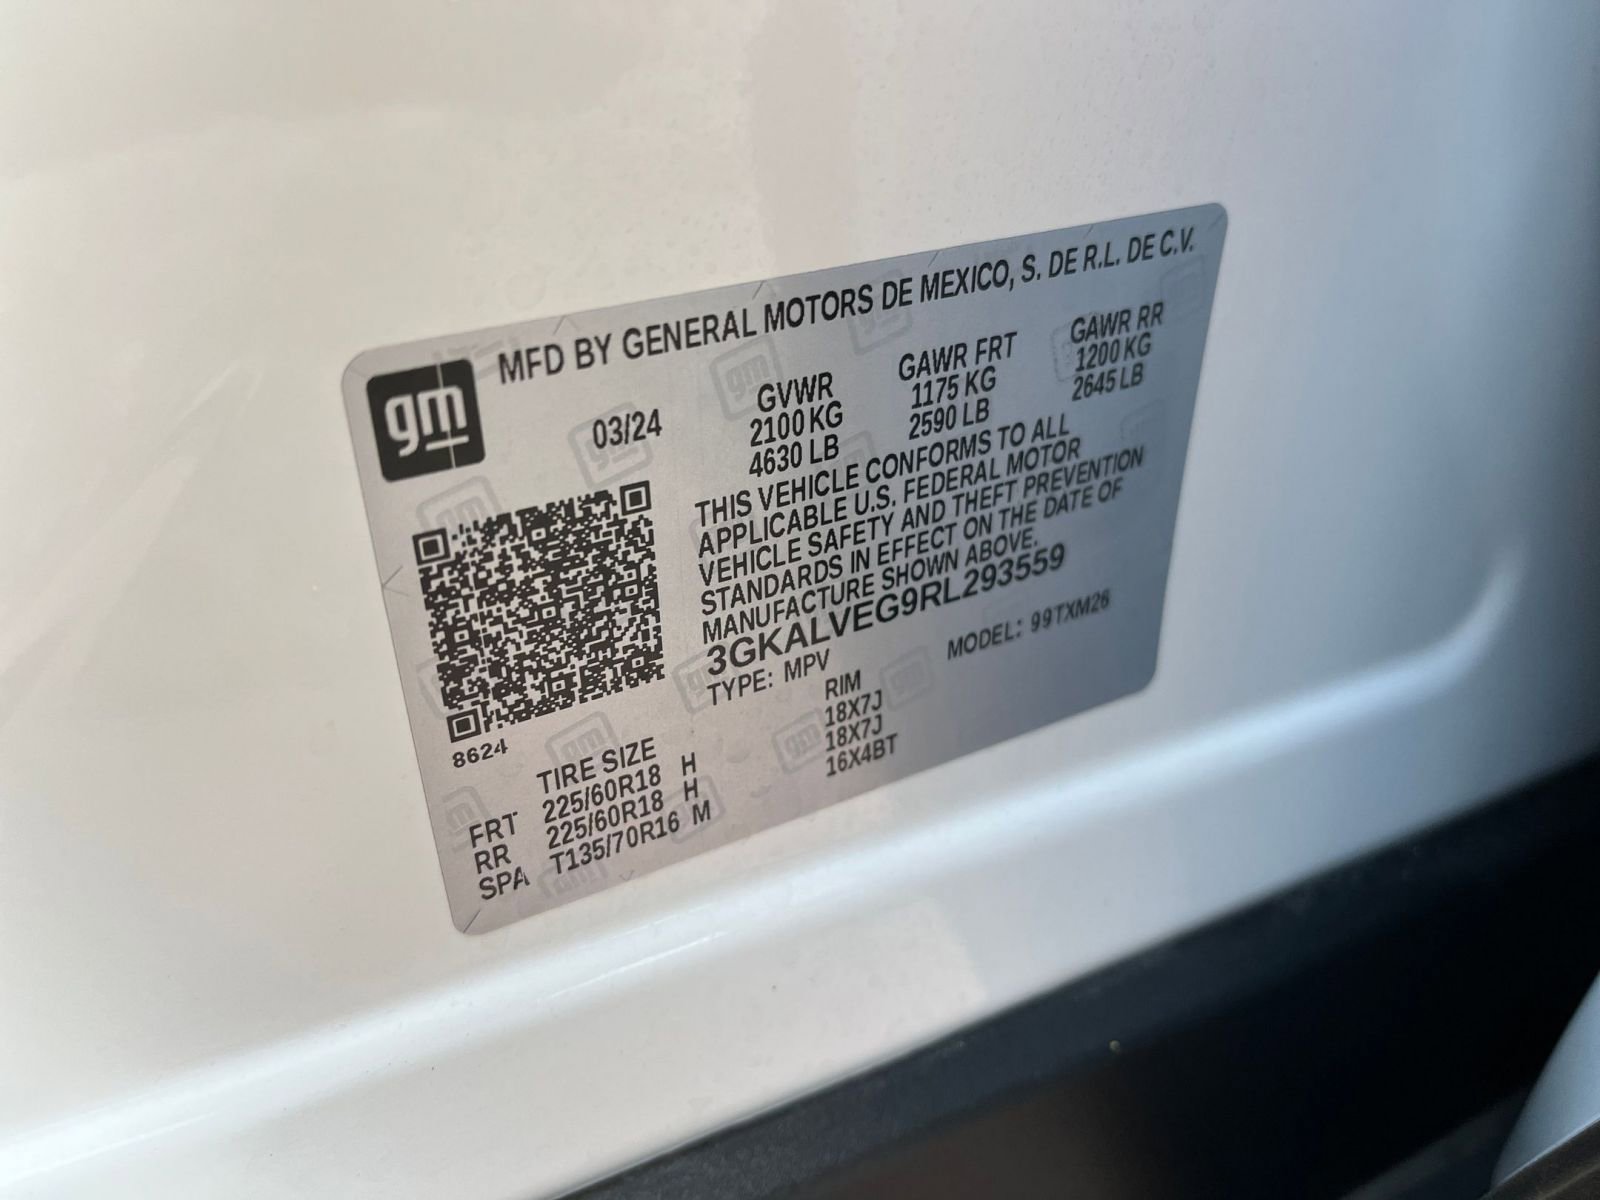 MFD BY GENERAL MOTORS DE MEXICO, S. DE R.L. DE C.V.
gm
03/24
GVWR GAWR FRT GAWR RR
2100 KG 1175 KG 1200 KG
4630 LB 2590 LB 2645 LB
THIS VEHICLE CONFORMS TO ALL
APPLICABLE U.S. FEDERAL MOTOR
VEHICLE SAFETY AND THEFT PREVENTION
STANDARDS IN EFFECT ON THE DATE OF
MANUFACTURE SHOWN ABOVE.
3GKALVEG9RL293559
TYPE: MPV MODEL: 99TXM26
8624
TIRE SIZE RIM
FRT 225/60R18 H 18X7J
RR 225/60R18 H 18X7J
SPA T135/70R16 M 16X4BT